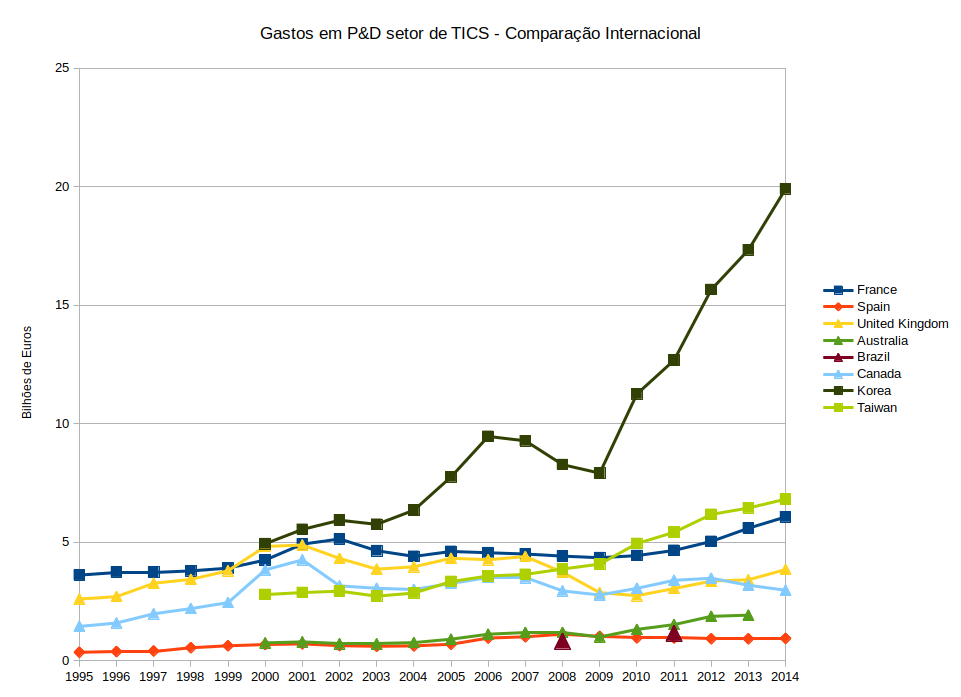 Gastos em P&D setor de TICS - Comparação Internacional
25
20
15
10
5
0
Bilhões de Euros
1995 1996 1997 1998 1999 2000 2001 2002 2003 2004 2005 2006 2007 2008 2009 2010 2011 2012 2013 2014
France
Spain
United Kingdom
Australia
Brazil
Canada
Korea
Taiwan